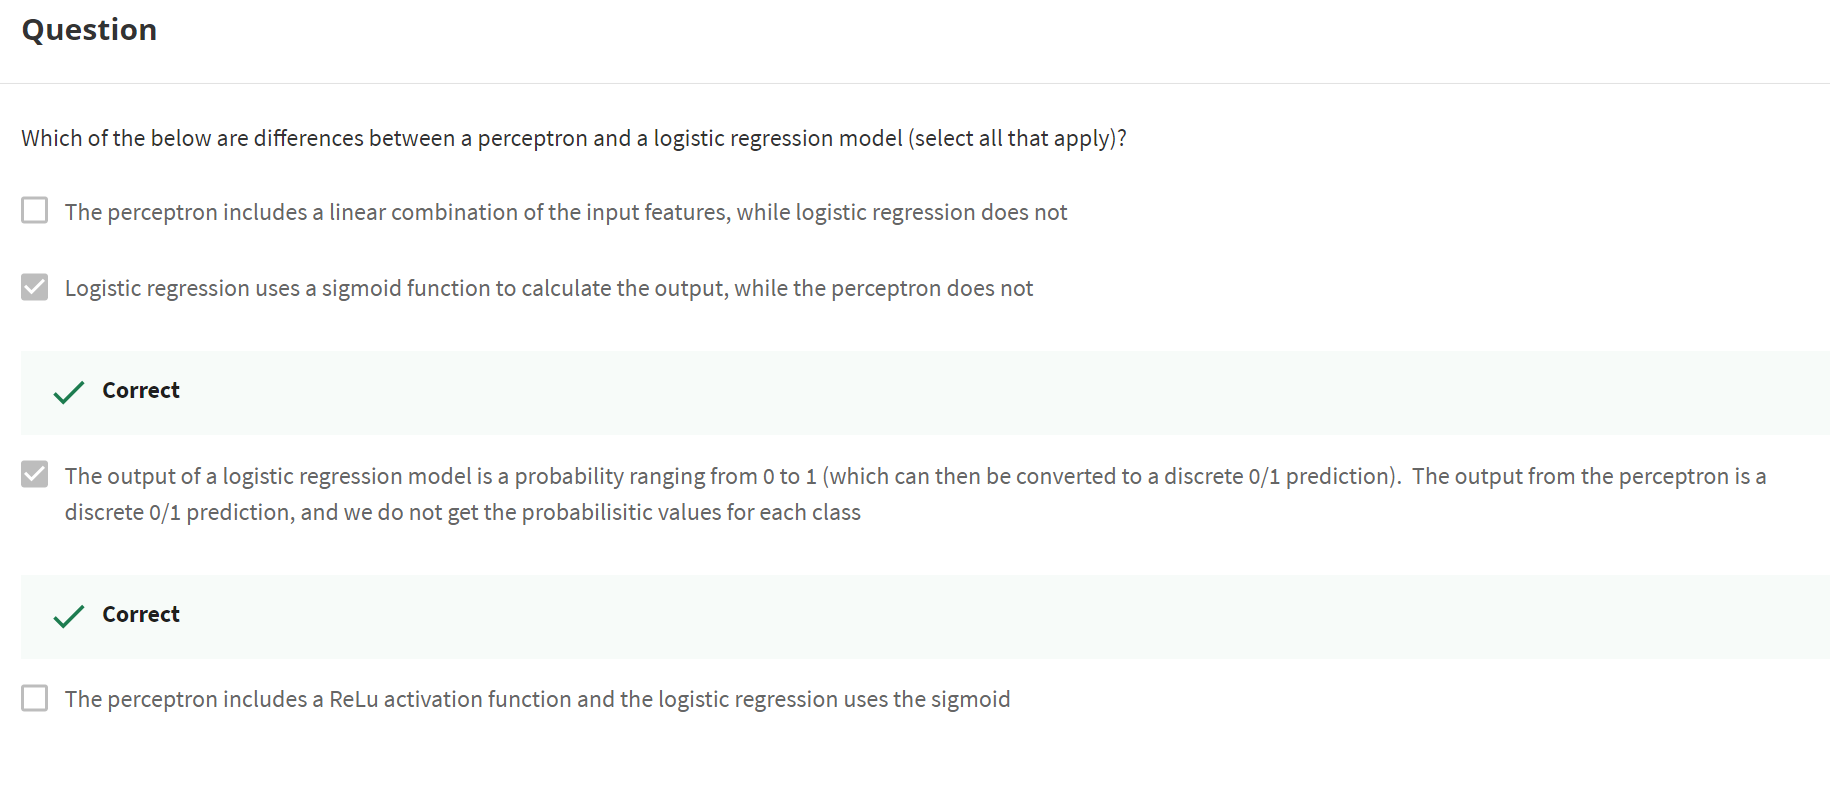 Question
Which of the below are differences between a perceptron and a logistic regression model (select all that apply)?
The perceptron includes a linear combination of the input features, while logistic regression does not
Logistic regression uses a sigmoid function to calculate the output, while the perceptron does not
Correct
The output of a logistic regression model is a probability ranging from 0 to 1 (which can then be converted to a discrete 0/1 prediction). The output from the perceptron is a
discrete 0/1 prediction, and we do not get the probabilisitic values for each class
Correct
The perceptron includes a ReLu activation function and the logistic regression uses the sigmoid